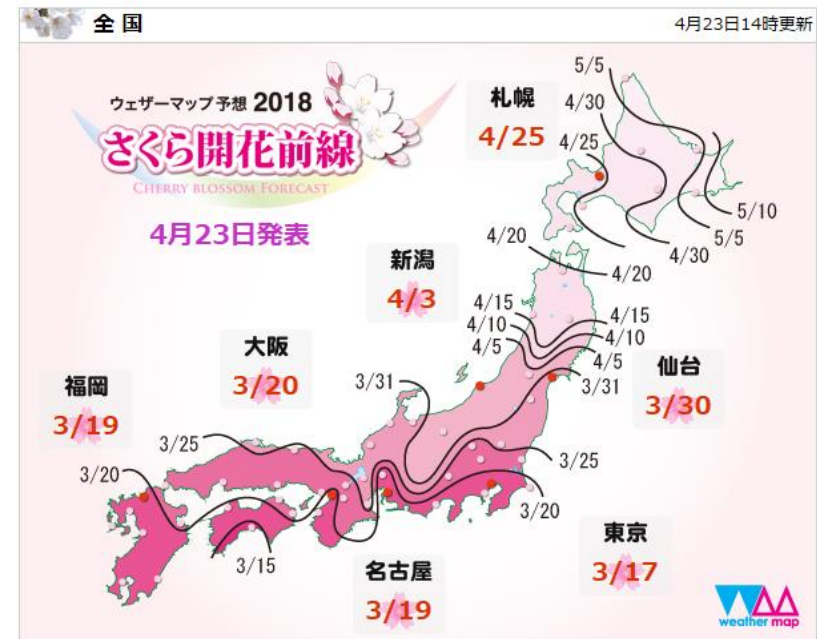 全国
4月23日14時更新
ウェザーマップ予想 2018
さくら開花前線
CHERRY BLOSSOM FORECAST
4月23日発表
札幌
4/25
5/5
4/30
4/25
5/10
5/5
4/30
4/20
4/20
新潟
4/3
4/15
4/10
4/5
4/15
4/10
4/5
3/31
仙台
3/30
大阪
3/20
3/31
福岡
3/19
3/25
3/20
3/15
3/25
3/20
名古屋
3/19
東京
3/17
weather map